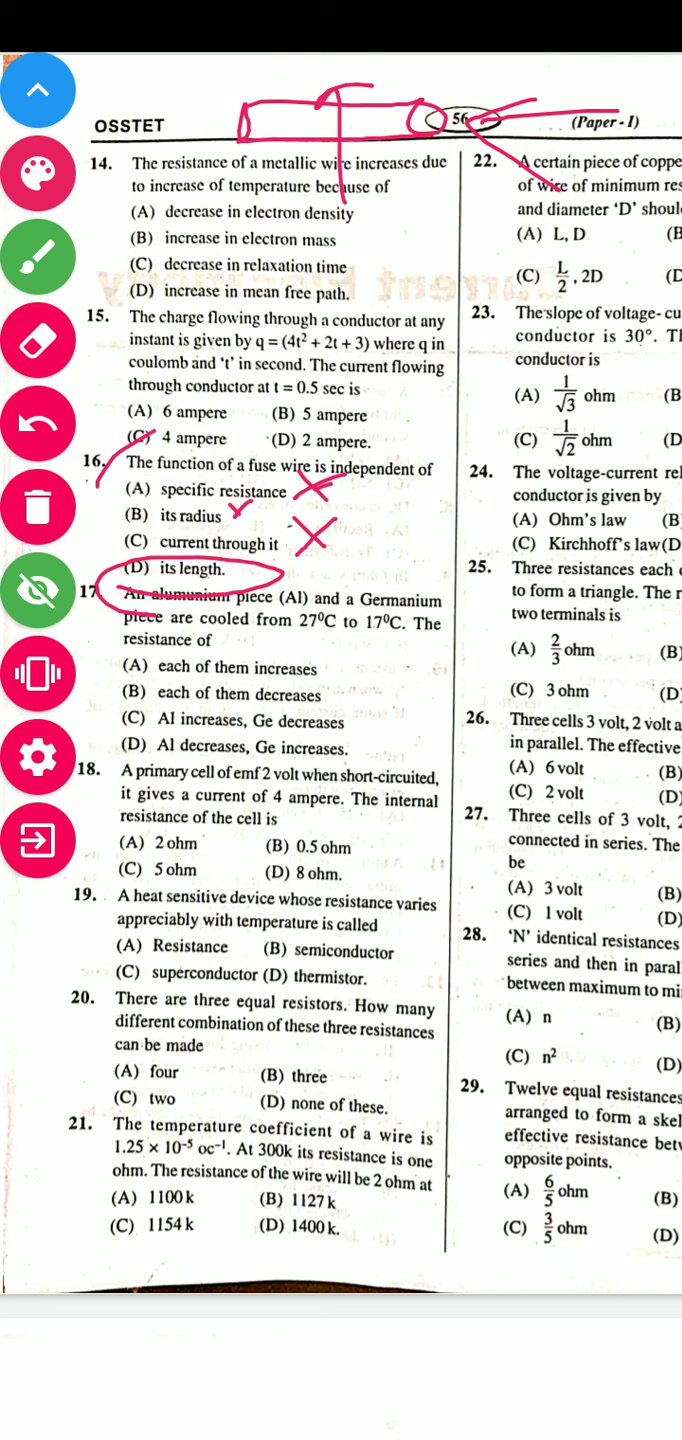 OSSTET
56
(Paper - I)
14. The resistance of a metallic wire increases due
to increase of temperature because of
(A) decrease in electron density
(B) increase in electron mass
(C) decrease in relaxation time
(D) increase in mean free path.
15. The charge flowing through a conductor at any
instant is given by q = (4t² + 2t + 3) where q in
coulomb and 't' in second. The current flowing
through conductor at t = 0.5 sec is
(A) 6 ampere (B) 5 ampere
(C) 4 ampere (D) 2 ampere.
16. The function of a fuse wire is independent of
(A) specific resistance
(B) its radius
(C) current through it
(D) its length.
17. An alumunium piece (Al) and a Germanium
piece are cooled from 27⁰C to 17⁰C. The
resistance of
(A) each of them increases
(B) each of them decreases
(C) Al increases, Ge decreases
(D) Al decreases, Ge increases.
18. A primary cell of emf 2 volt when short-circuited,
it gives a current of 4 ampere. The internal
resistance of the cell is
(A) 2 ohm (B) 0.5 ohm
(C) 5 ohm (D) 8 ohm.
19. A heat sensitive device whose resistance varies
appreciably with temperature is called
(A) Resistance (B) semiconductor
(C) superconductor (D) thermistor.
20. There are three equal resistors. How many
different combination of these three resistances
can be made
(A) four (B) three
(C) two (D) none of these.
21. The temperature coefficient of a wire is
1.25 × 10⁻⁵ oc⁻¹. At 300k its resistance is one
ohm. The resistance of the wire will be 2 ohm at
(A) 1100 k (B) 1127 k
(C) 1154 k (D) 1400 k.
22. A certain piece of coppe
of wire of minimum res
and diameter 'D' shoul
(A) L, D (B
(C) L/2, 2D (D
23. The slope of voltage- cu
conductor is 30°. Th
conductor is
(A) 1/√3 ohm (B
(C) 1/√2 ohm (D
24. The voltage-current rel
conductor is given by
(A) Ohm's law (B)
(C) Kirchhoff's law (D
25. Three resistances each
to form a triangle. The r
two terminals is
(A) 2/3 ohm (B)
(C) 3 ohm (D)
26. Three cells 3 volt, 2 volt a
in parallel. The effective
(A) 6 volt (B)
(C) 2 volt (D)
27. Three cells of 3 volt,
connected in series. The
be
(A) 3 volt (B)
(C) 1 volt (D)
28. 'N' identical resistances
series and then in paral
between maximum to mi
(A) n (B)
(C) n² (D)
29. Twelve equal resistances
arranged to form a skel
effective resistance betw
opposite points.
(A) 6/5 ohm (B)
(C) 3/5 ohm (D)